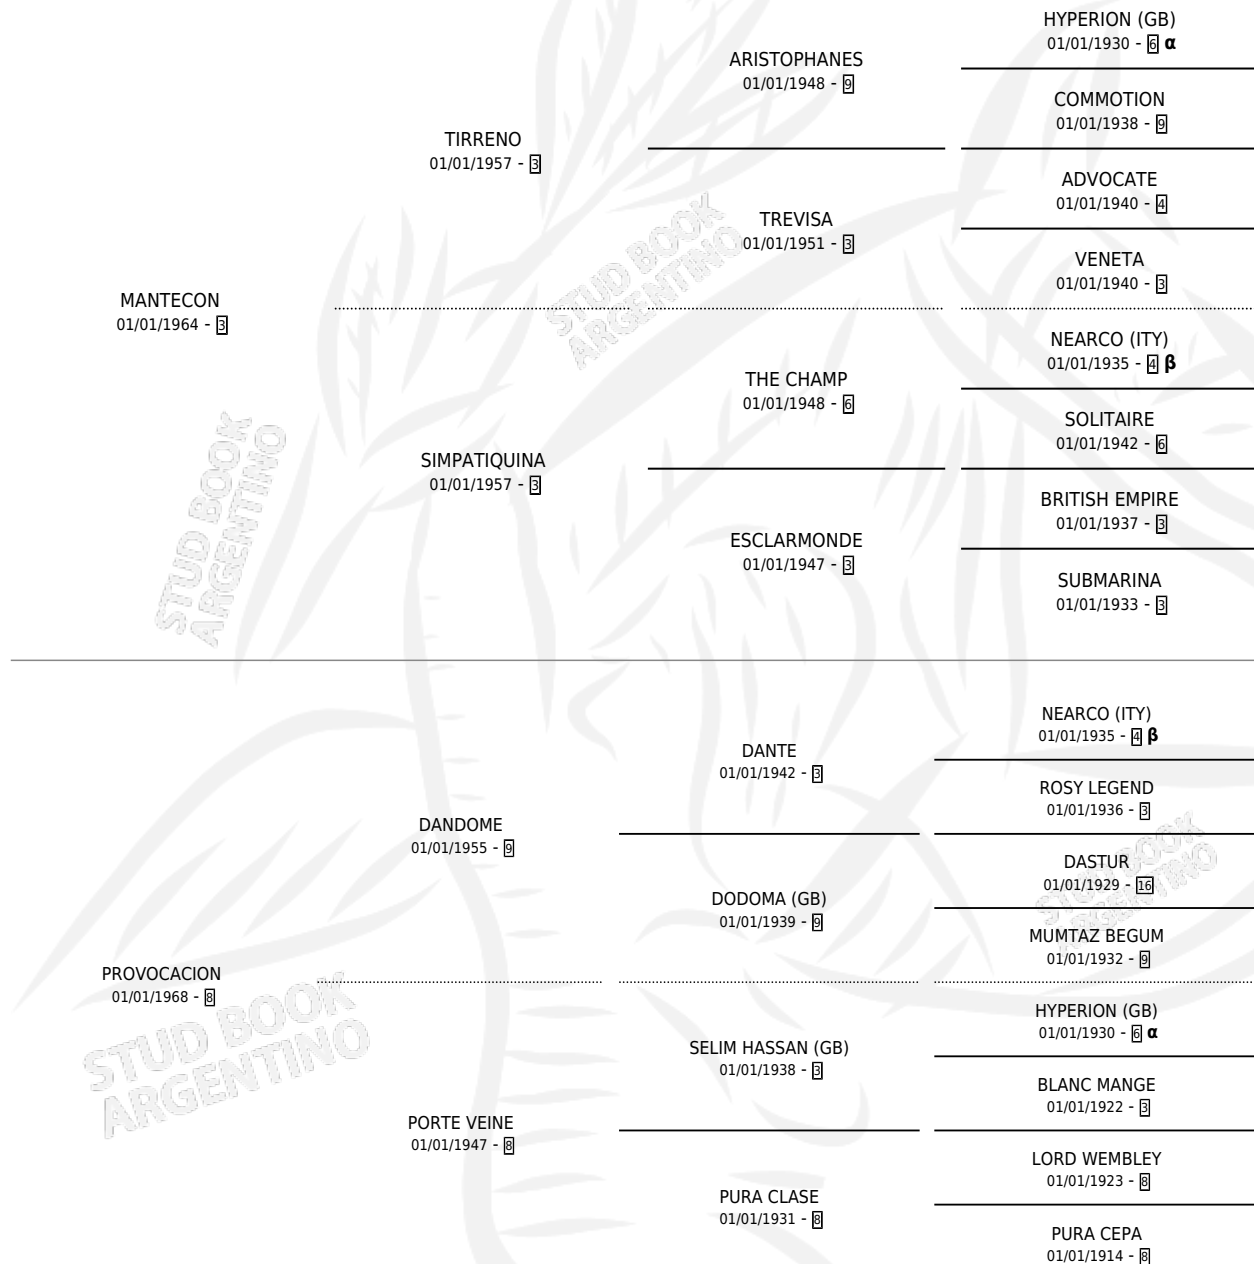 HYPERION (GB)
01/01/1930 - 6 α
ARISTOPHANES
01/01/1948 - 9
COMMOTION
01/01/1938 - 9
TIRRENO
01/01/1957 - 3
ADVOCATE
01/01/1940 - 4
TREVISA
01/01/1951 - 3
VENETA
01/01/1940 - 3
MANTECON
01/01/1964 - 3
STUD BOOK
ARGENTINO
NEARCO (ITY)
01/01/1935 - 4 β
THE CHAMP
01/01/1948 - 6
SOLITAIRE
01/01/1942 - 6
SIMPATIQUINA
01/01/1957 - 3
BRITISH EMPIRE
01/01/1937 - 3
ESCLARMONDE
01/01/1947 - 3
SUBMARINA
01/01/1933 - 3
STUD BOOK
ARGENTINO
NEARCO (ITY)
01/01/1935 - 4 β
DANTE
01/01/1942 - 3
ROSY LEGEND
01/01/1936 - 3
DANDOME
01/01/1955 - 9
DASTUR
01/01/1929 - 16
STUD BOOK
ARGENTINO
DODOMA (GB)
01/01/1939 - 9
MUMTAZ BEGUM
01/01/1932 - 9
PROVOCACION
01/01/1968 - 8
STUD BOOK
ARGENTINO
HYPERION (GB)
01/01/1930 - 6 α
SELIM HASSAN (GB)
01/01/1938 - 3
BLANC MANGE
01/01/1922 - 3
PORTE VEINE
01/01/1947 - 8
LORD WEMBLEY
01/01/1923 - 8
PURA CLASE
01/01/1931 - 8
PURA CEPA
01/01/1914 - 8